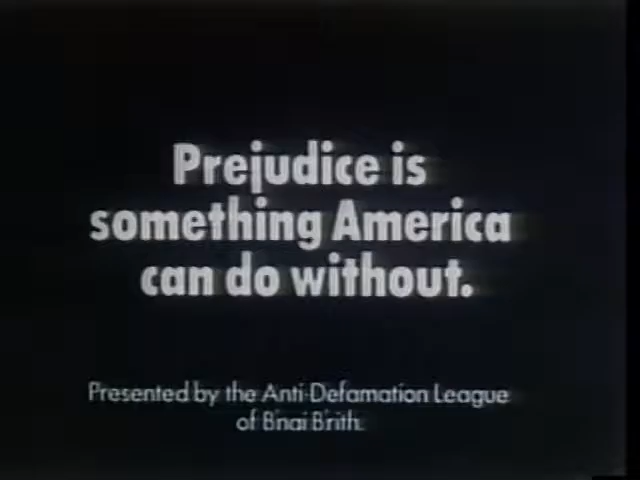 Prejudice is
something America
can do without.
Presented by the Anti-Defamation League
of B'nai B'rith.